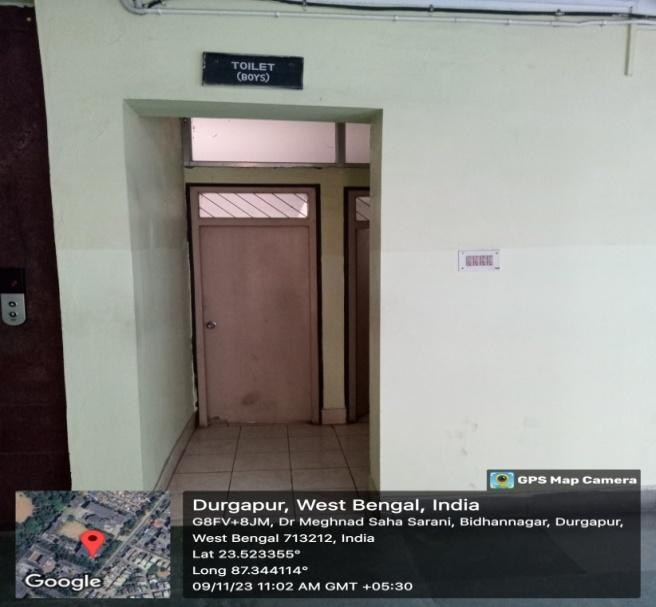 TOILET
(BOYS)
GPS Map Camera
Durgapur, West Bengal, India
G8FV+8JM, Dr Meghnad Saha Sarani, Bidhannagar, Durgapur,
West Bengal 713212, India
Lat 23.523355°
Long 87.344114°
09/11/23 11:02 AM GMT +05:30
Google